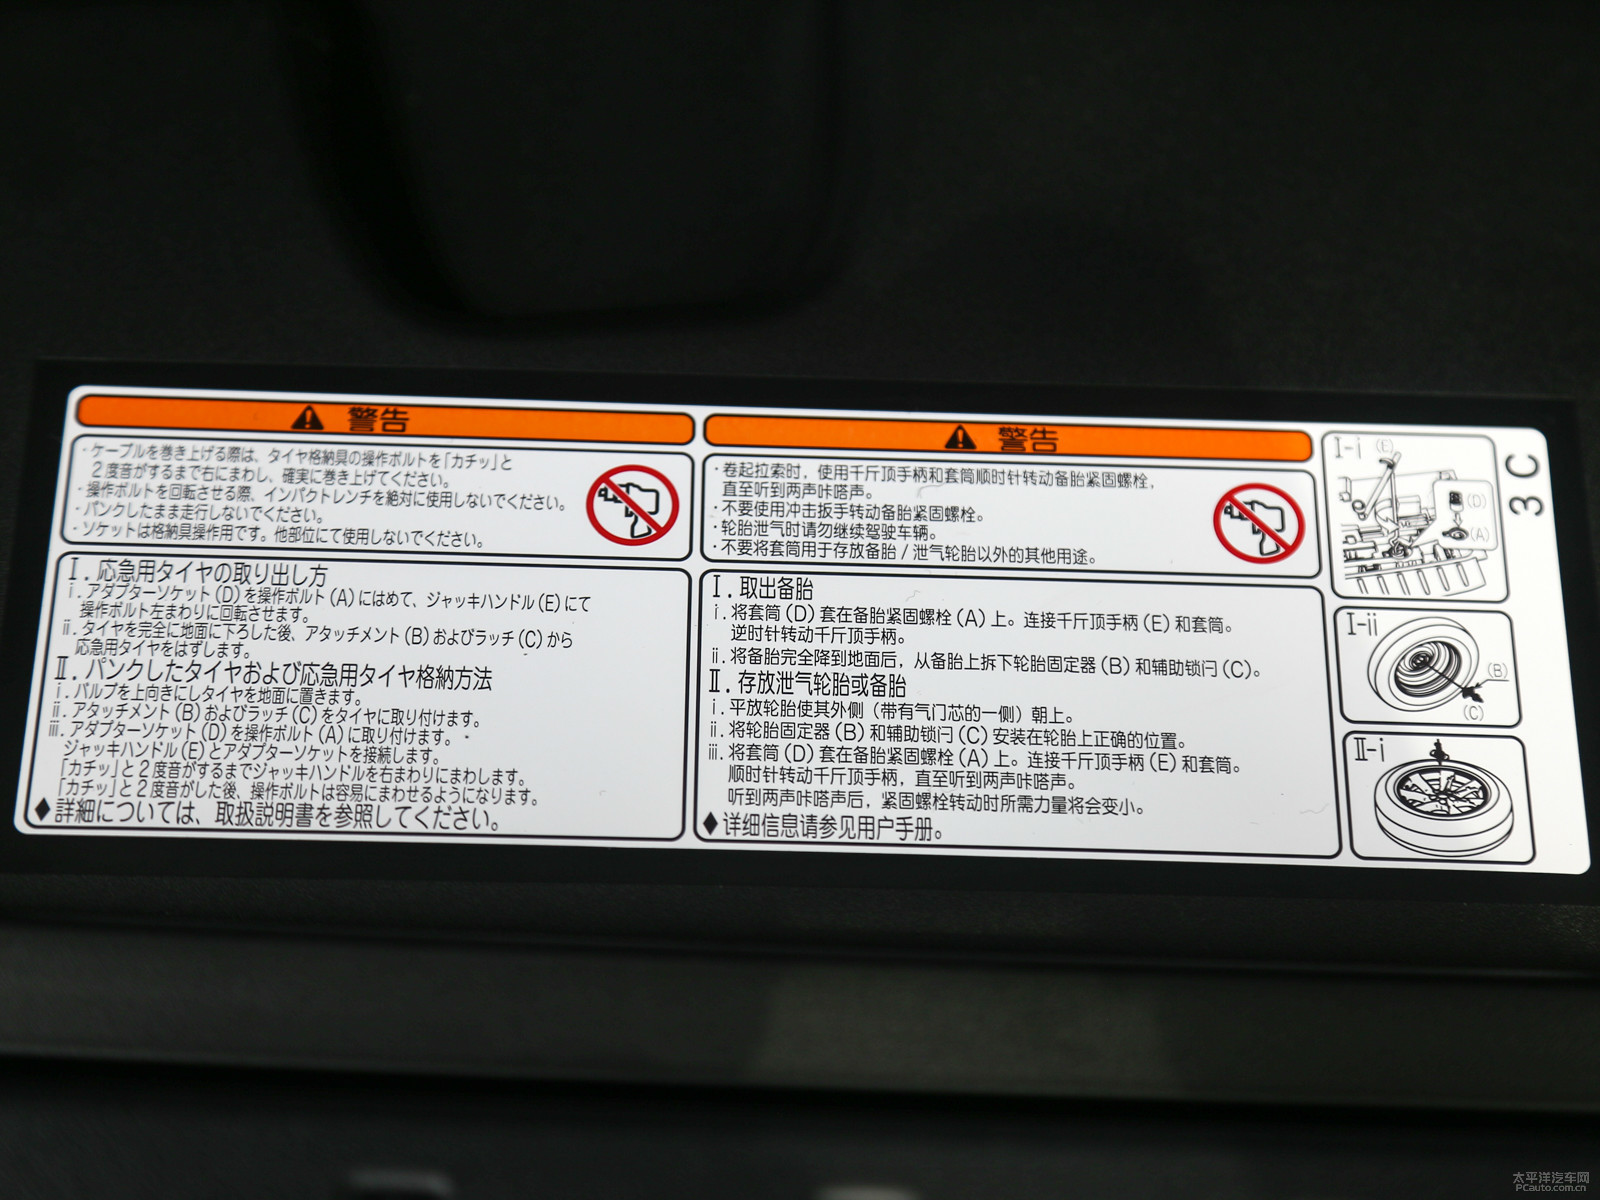 警告
・ケーブルを巻き上げる際は、タイヤ格納具の操作ボルトを「カチッ」と
2度音がするまで右にまわし、確実に巻き上げてください。
・操作ボルトを回転させる際、インパクトレンチを絶対に使用しないでください。
・パンクしたまま走行しないでください。
・ソケットは格納具操作用です。他部位にて使用しないでください。
Ⅰ. 応急用タイヤの取り出し方
ⅰ. アダプターソケット(D)を操作ボルト(A)にはめて、ジャッキハンドル(E)にて
操作ボルト左まわりに回転させます。
ⅱ. タイヤを完全に地面に下ろした後、アタッチメント(B)およびラッチ(C)から
応急用タイヤをはずします。
Ⅱ. パンクしたタイヤおよび応急用タイヤ格納方法
ⅰ. バルブを上向きにしタイヤを地面に置きます。
ⅱ. アタッチメント(B)およびラッチ(C)をタイヤに取り付けます。
ⅲ. アダプターソケット(D)を操作ボルト(A)に取り付けます。
ジャッキハンドル(E)とアダプターソケットを接続します。
「カチッ」と2度音がするまでジャッキハンドルを右まわりにまわします。
「カチッ」と2度音がした後、操作ボルトは容易にまわせるようになります。
◆詳細については、取扱説明書を参照してください。
警告
・卷起拉索时，使用千斤顶手柄和套筒顺时针转动备胎紧固螺栓，
直至听到两声咔嗒声。
・不要使用冲击扳手转动备胎紧固螺栓。
・轮胎泄气时请勿继续驾驶车辆。
・不要将套筒用于存放备胎/泄气轮胎以外的其他用途。
Ⅰ. 取出备胎
ⅰ. 将套筒(D)套在备胎紧固螺栓(A)上。连接千斤顶手柄(E)和套筒。
逆时针转动千斤顶手柄。
ⅱ. 将备胎完全降到地面后，从备胎上拆下轮胎固定器(B)和辅助锁闩(C)。
Ⅱ. 存放泄气轮胎或备胎
ⅰ. 平放轮胎使其外侧（带有气门芯的一侧）朝上。
ⅱ. 将轮胎固定器(B)和辅助锁闩(C)安装在轮胎上正确的位置。
ⅲ. 将套筒(D)套在备胎紧固螺栓(A)上。连接千斤顶手柄(E)和套筒。
顺时针转动千斤顶手柄，直至听到两声咔嗒声。
听到两声咔嗒声后，紧固螺栓转动时所需力量将会变小。
◆详细信息请参见用户手册。
Ⅰ-ⅰ
(E)
(D)
(A)
Ⅰ-ⅱ
(B)
(C)
Ⅱ-ⅰ
3C
太平洋汽车网
PCauto.com.cn